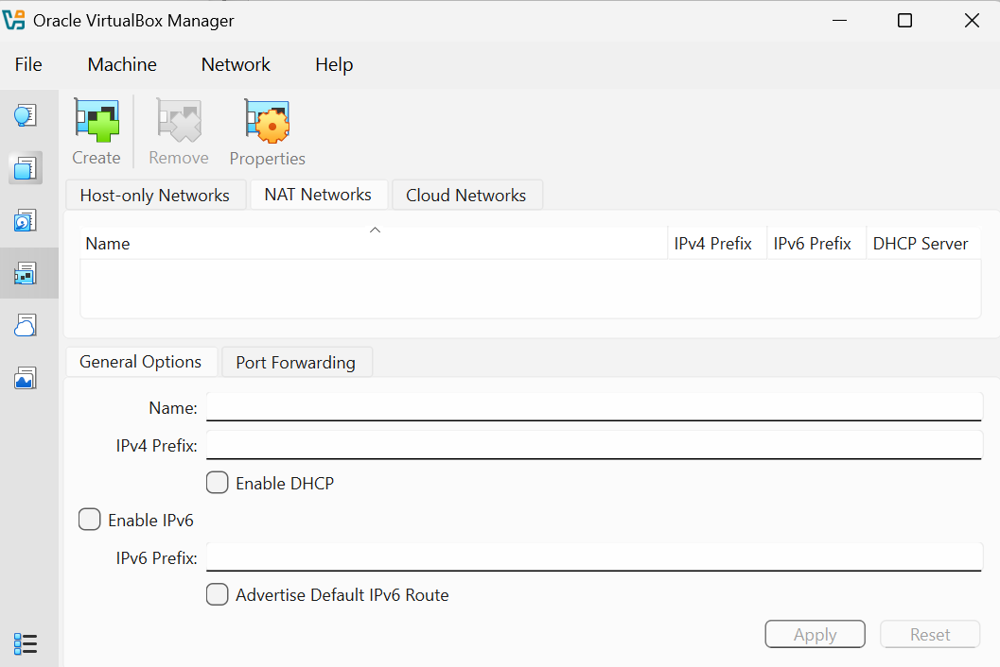 Oracle VirtualBox Manager
File Machine Network Help
Create Remove Properties
Host-only Networks NAT Networks Cloud Networks
Name IPv4 Prefix IPv6 Prefix DHCP Server
General Options Port Forwarding
Name:
IPv4 Prefix:
Enable DHCP
Enable IPv6
IPv6 Prefix:
Advertise Default IPv6 Route
Apply Reset